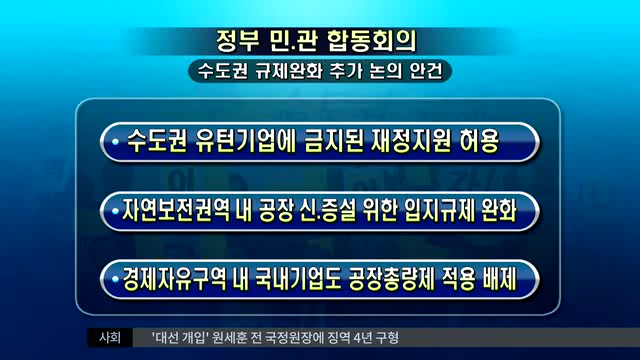 정부 민.관 합동회의
수도권 규제완화 추가 논의 안건
• 수도권 유턴기업에 금지된 재정지원 허용
• 자연보전권역 내 공장 신.증설 위한 입지규제 완화
• 경제자유구역 내 국내기업도 공장총량제 적용 배제
사회 '대선 개입' 원세훈 전 국정원장에 징역 4년 구형